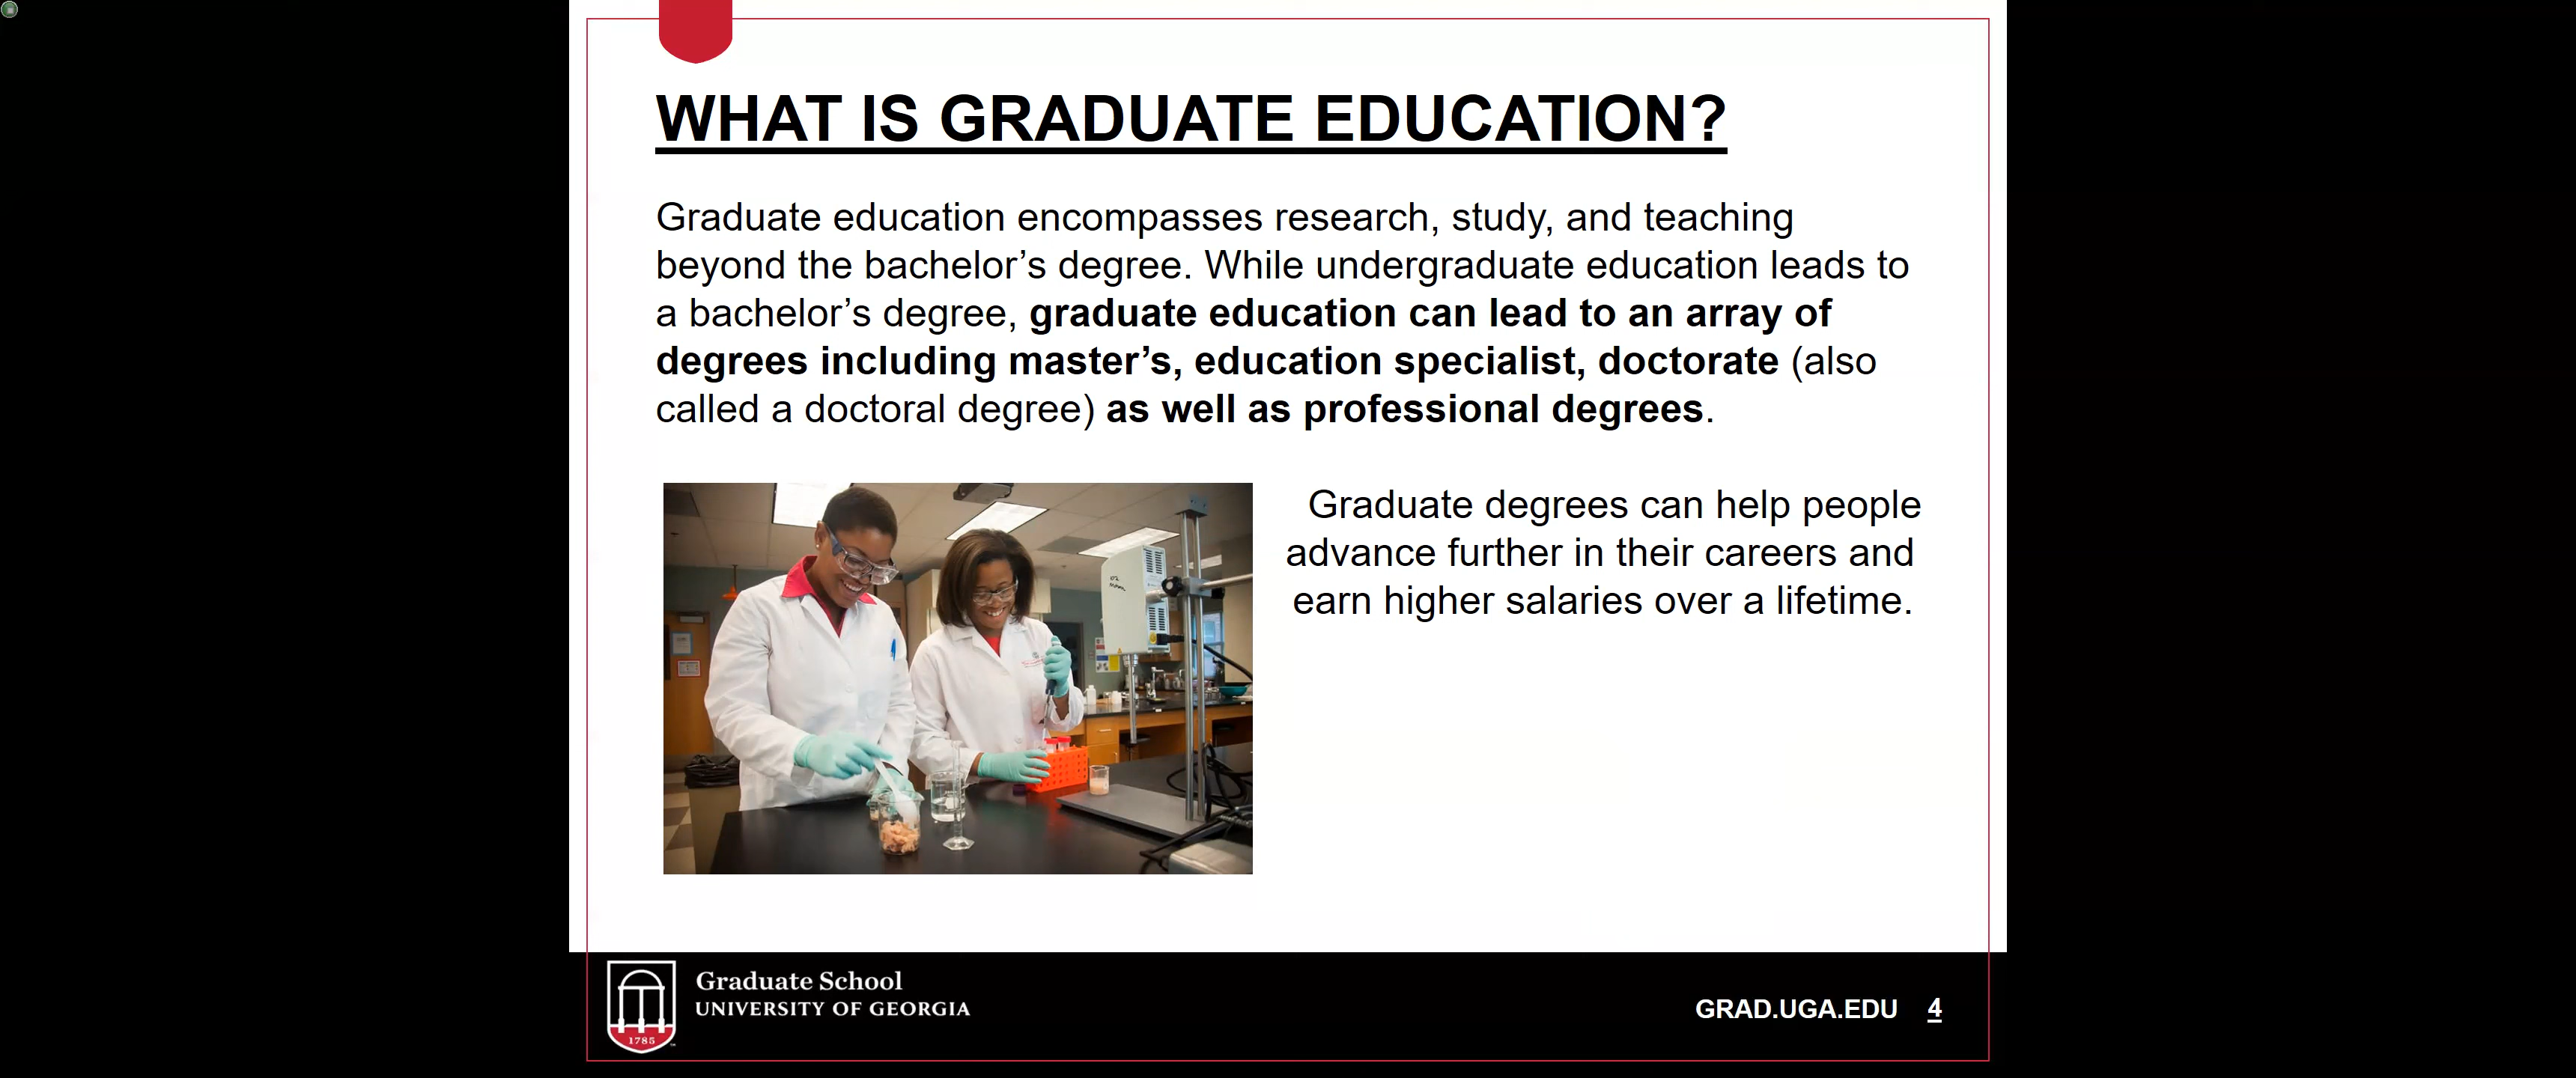 WHAT IS GRADUATE EDUCATION?
Graduate education encompasses research, study, and teaching
beyond the bachelor’s degree. While undergraduate education leads to
a bachelor’s degree, graduate education can lead to an array of
degrees including master’s, education specialist, doctorate (also
called a doctoral degree) as well as professional degrees.
Graduate degrees can help people
advance further in their careers and
earn higher salaries over a lifetime.
Graduate School
UNIVERSITY OF GEORGIA
1785
GRAD.UGA.EDU 4